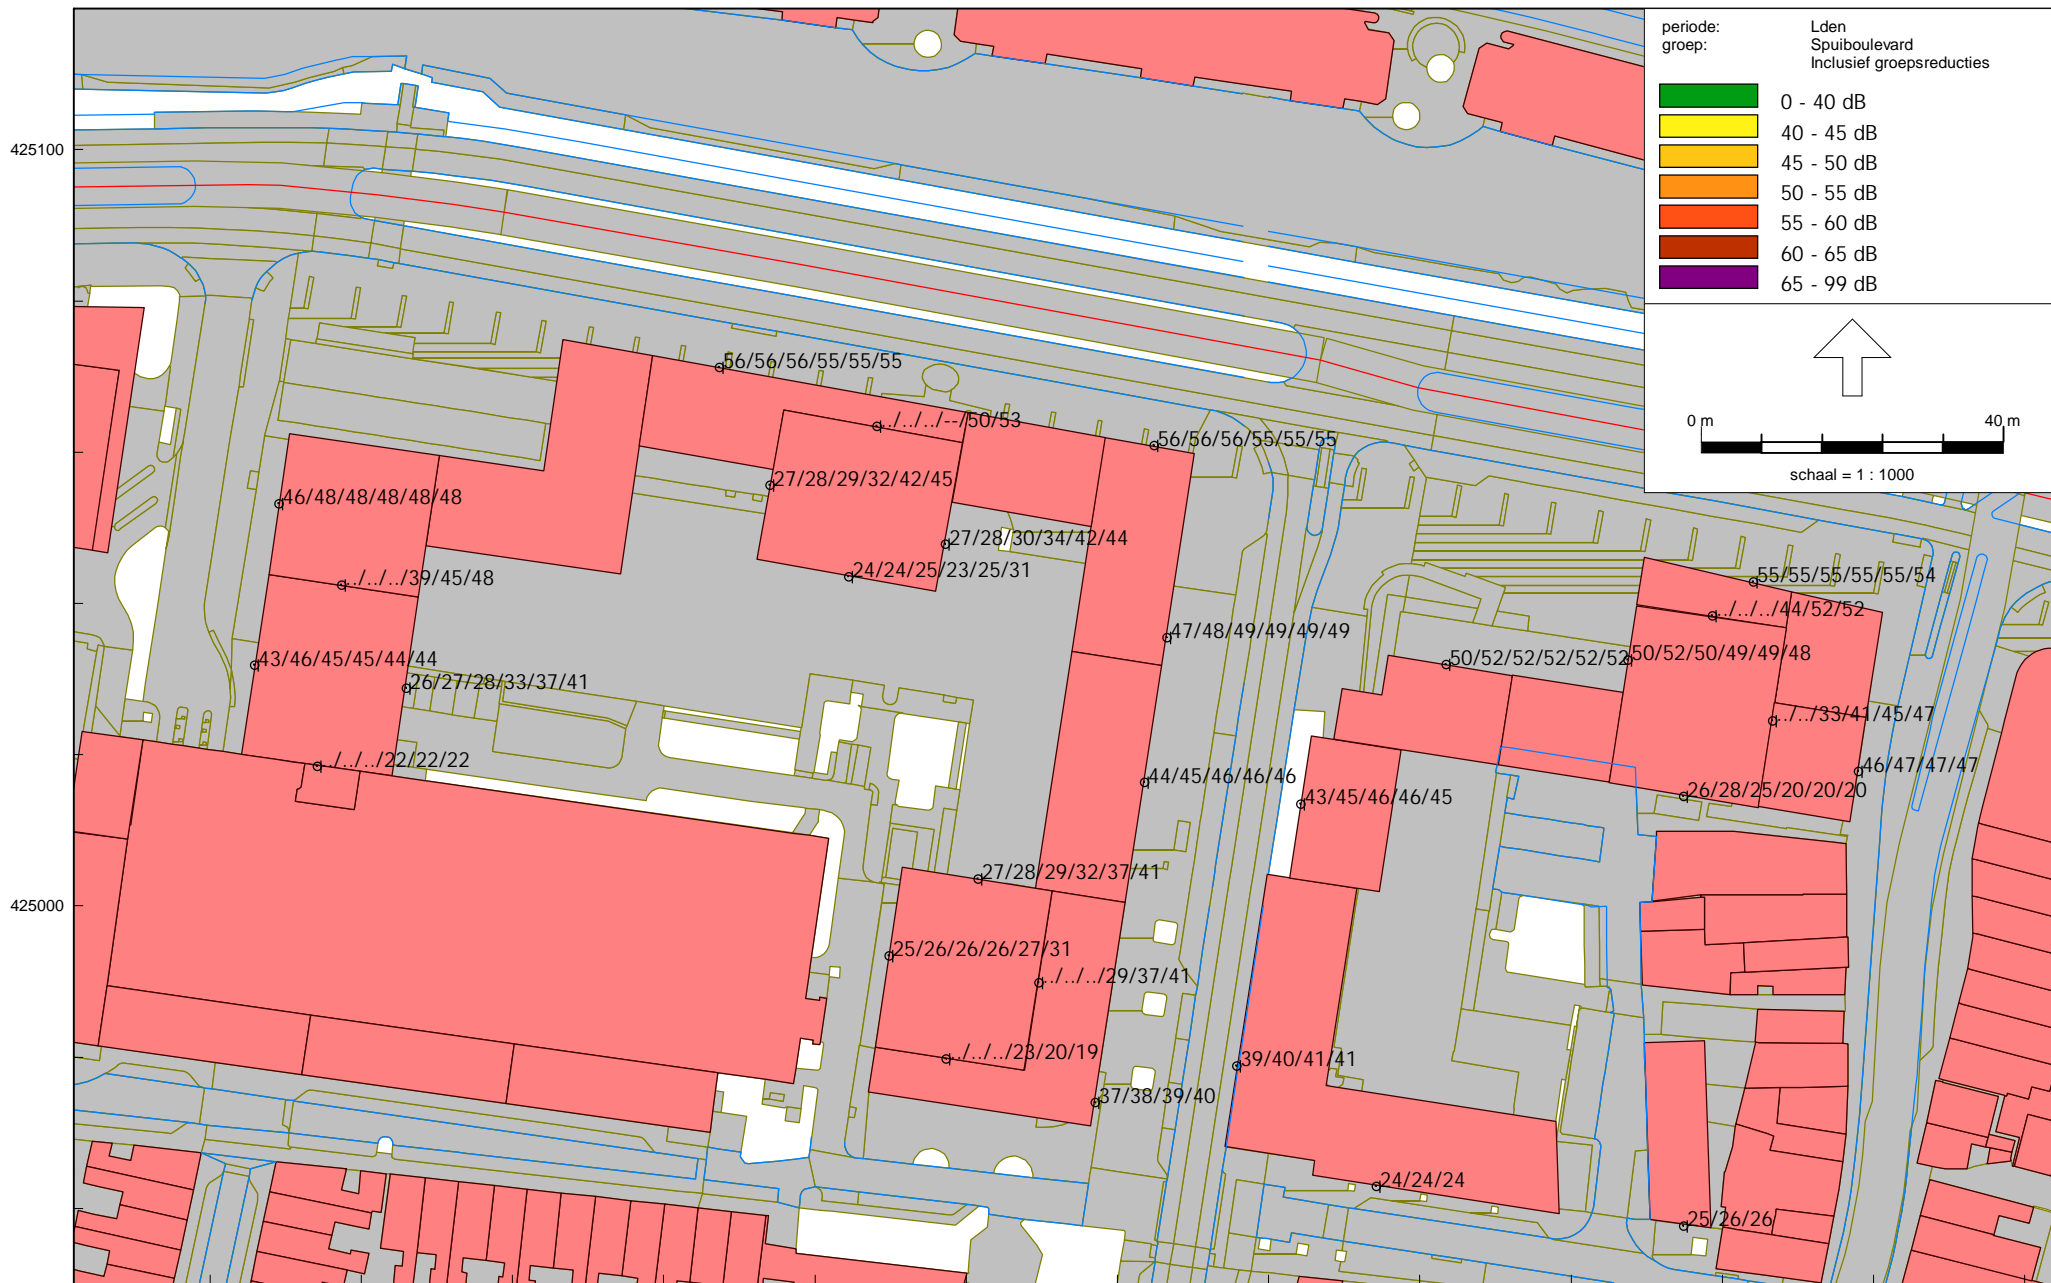 periode: Lden
groep: Spuiboulevard
Inclusief groepsreducties
0 - 40 dB
40 - 45 dB
45 - 50 dB
50 - 55 dB
55 - 60 dB
60 - 65 dB
65 - 99 dB
0 m 40 m
schaal = 1 : 1000
425100
56/56/56/55/55/55
../../../--/50/53
56/56/56/55/55/55
27/28/29/32/42/45
46/48/48/48/48/48
27/28/30/34/42/44
24/24/25/23/25/31
../../../39/45/48
55/55/55/55/55/54
../../../44/52/52
47/48/49/49/49/49
43/46/45/45/44/44
50/52/52/52/52/52
50/52/50/49/49/48
26/27/28/33/37/41
../../33/41/45/47
../../../22/22/22
44/45/46/46/46
46/47/47/47
43/45/46/46/45
26/28/25/20/20/20
27/28/29/32/37/41
425000
25/26/26/26/27/31
../../../29/37/41
../../../23/20/19
39/40/41/41
37/38/39/40
24/24/24
25/26/26